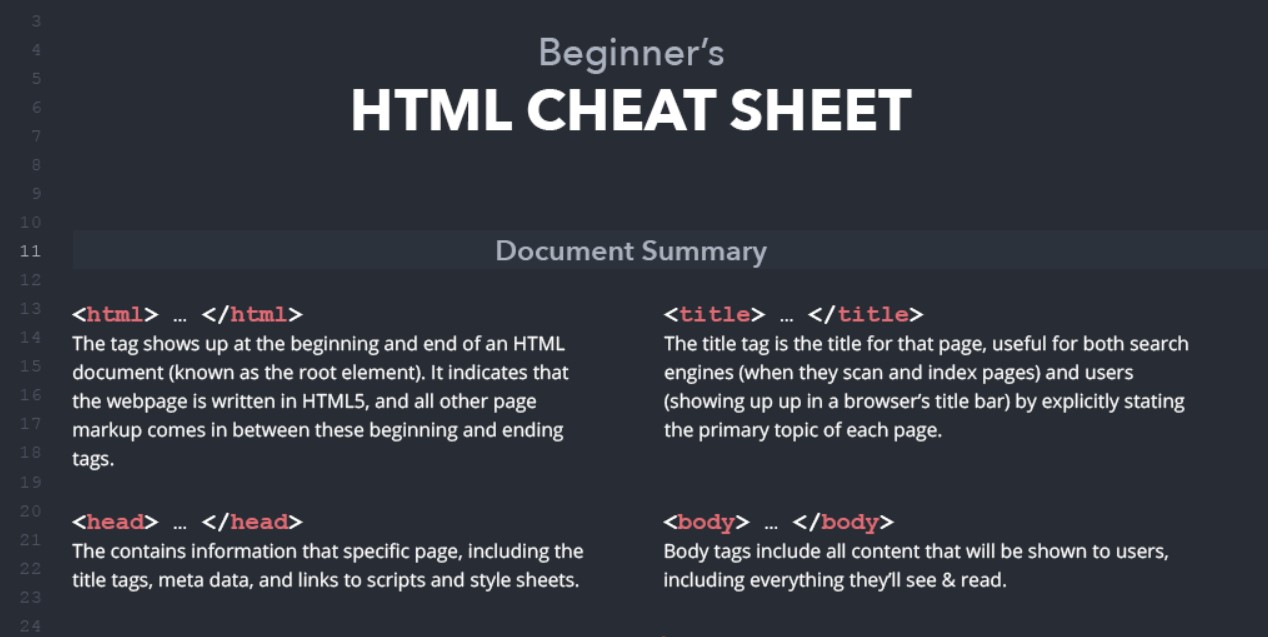 3
4
5
6
7
8
9
10
11
12
13
14
15
16
17
18
19
20
21
22
23
24
Beginner’s
HTML CHEAT SHEET
Document Summary
<html> … </html>
The tag shows up at the beginning and end of an HTML
document (known as the root element). It indicates that
the webpage is written in HTML5, and all other page
markup comes in between these beginning and ending
tags.
<title> … </title>
The title tag is the title for that page, useful for both search
engines (when they scan and index pages) and users
(showing up up in a browser’s title bar) by explicitly stating
the primary topic of each page.
<head> … </head>
The contains information that specific page, including the
title tags, meta data, and links to scripts and style sheets.
<body> … </body>
Body tags include all content that will be shown to users,
including everything they’ll see & read.